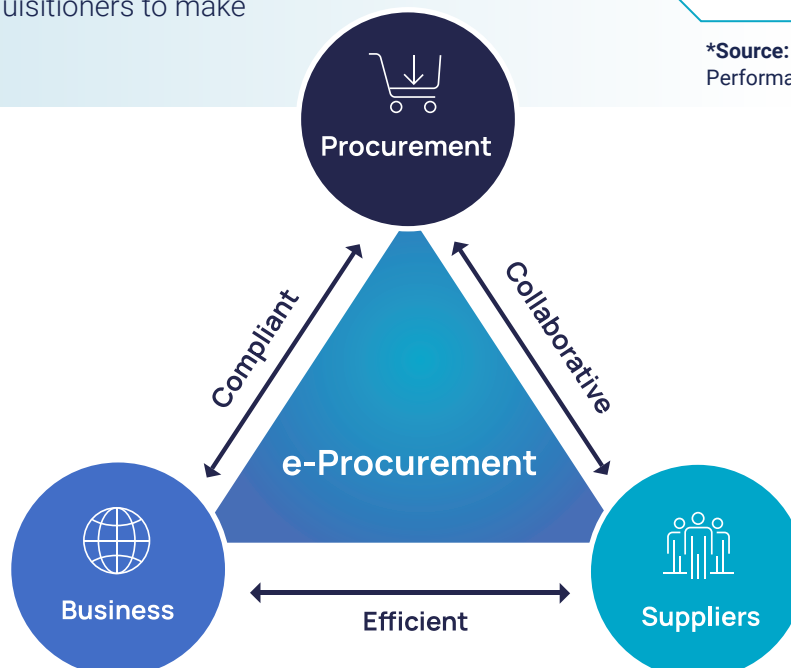 uisitioners to make
*Source:
Performa
Procurement
Compliant
Collaborative
e-Procurement
Business
Efficient
Suppliers